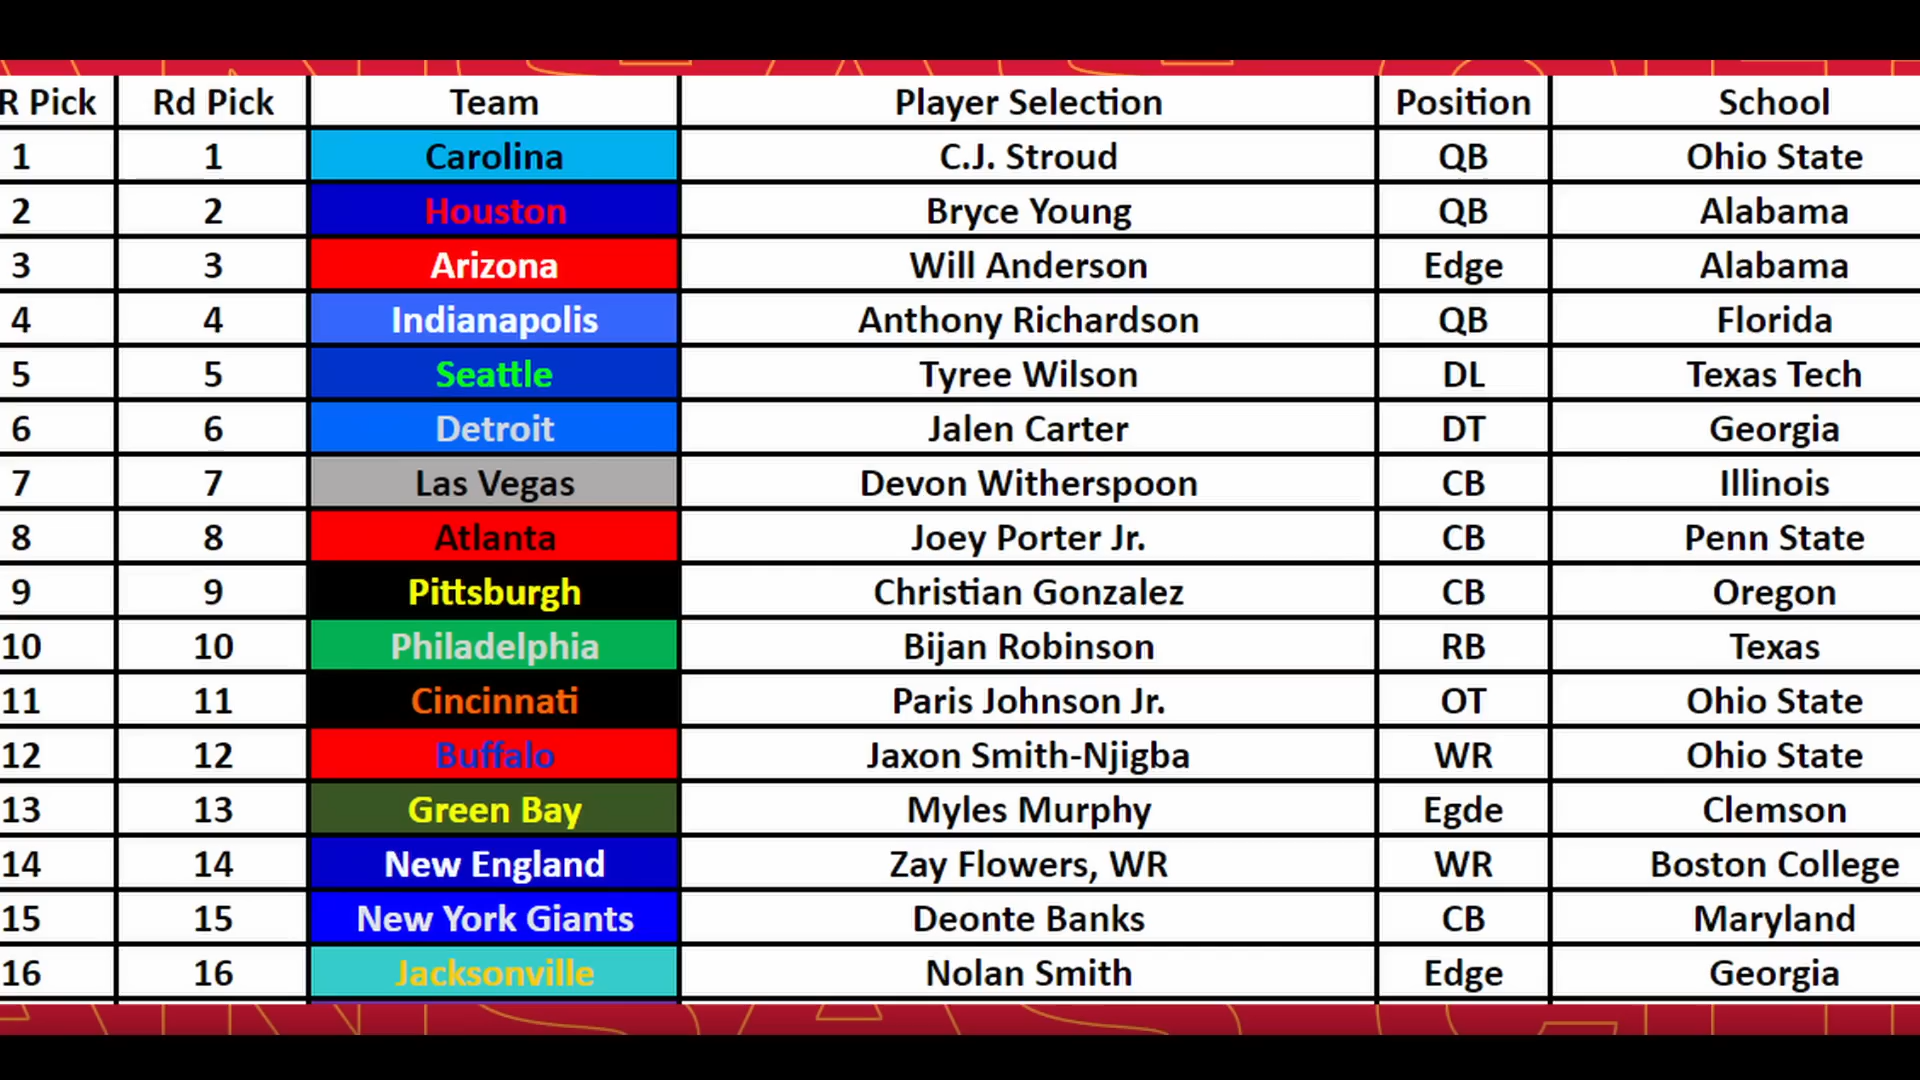 R Pick Rd Pick Team Player Selection Position School
1 1 Carolina C.J. Stroud QB Ohio State
2 2 Houston Bryce Young QB Alabama
3 3 Arizona Will Anderson Edge Alabama
4 4 Indianapolis Anthony Richardson QB Florida
5 5 Seattle Tyree Wilson DL Texas Tech
6 6 Detroit Jalen Carter DT Georgia
7 7 Las Vegas Devon Witherspoon CB Illinois
8 8 Atlanta Joey Porter Jr. CB Penn State
9 9 Pittsburgh Christian Gonzalez CB Oregon
10 10 Philadelphia Bijan Robinson RB Texas
11 11 Cincinnati Paris Johnson Jr. OT Ohio State
12 12 Buffalo Jaxon Smith-Njigba WR Ohio State
13 13 Green Bay Myles Murphy Egde Clemson
14 14 New England Zay Flowers, WR WR Boston College
15 15 New York Giants Deonte Banks CB Maryland
16 16 Jacksonville Nolan Smith Edge Georgia